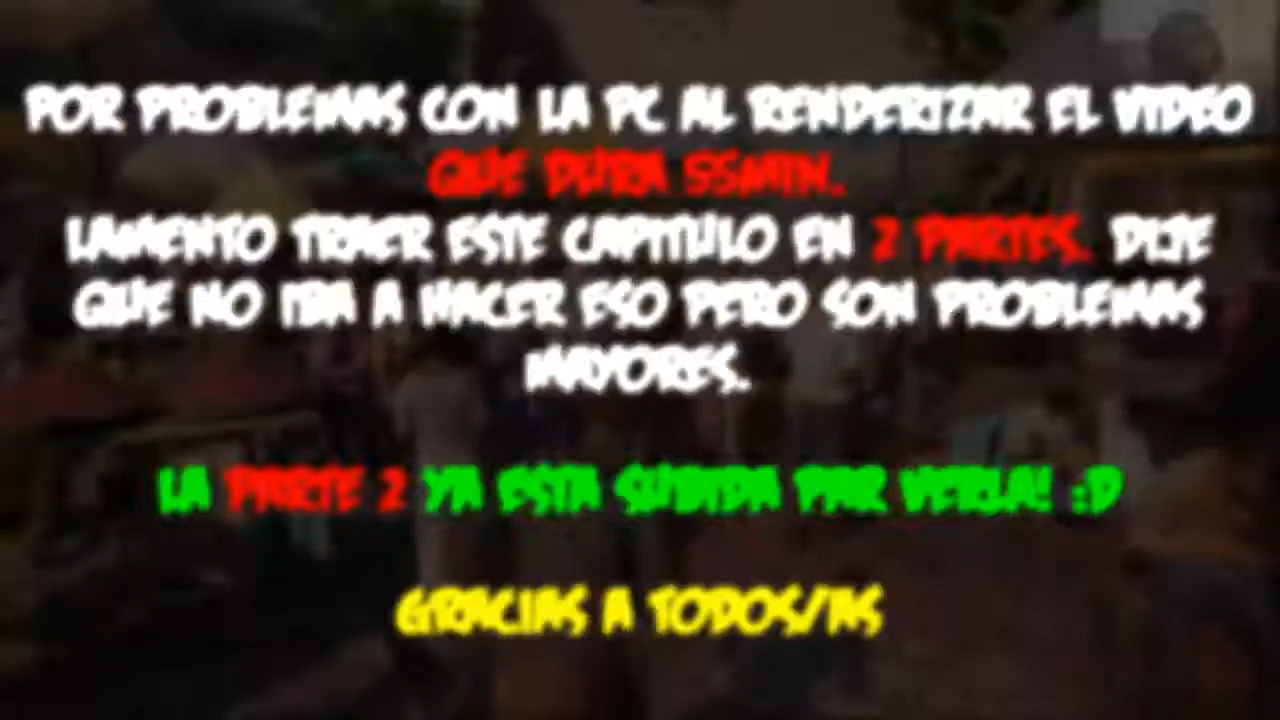 POR PROBLEMAS CON LA PC AL RENDERIZAR EL VIDEO
QUE DURA 55MIN.
LAMENTO TRAER ESTE CAPITULO EN 2 PARTES. DIJE
QUE NO IBA A HACER ESO PERO SON PROBLEMAS
MAYORES.
LA PARTE 2 YA ESTA SUBIDA PAR VERLA! :D
GRACIAS A TODOS/AS